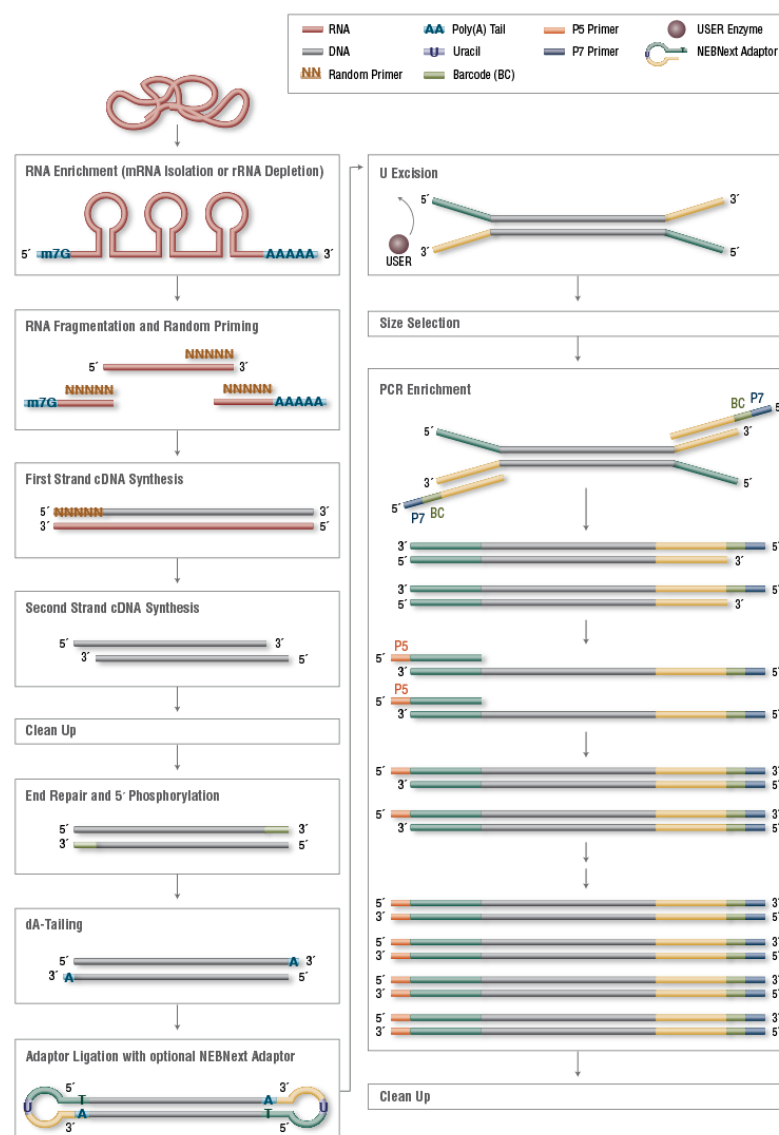 RNA
DNA
NN Random Primer
AA Poly(A) Tail
U Uracil
Barcode (BC)
P5 Primer
P7 Primer
USER Enzyme
U T NEBNext Adaptor
RNA Enrichment (mRNA Isolation or rRNA Depletion)
5´ m7G AAAAA 3´
RNA Fragmentation and Random Priming
NNNNN
5´ 3´
NNNNN NNNNN
m7G AAAAA
First Strand cDNA Synthesis
5´ NNNNN 3´
3´ 5´
Second Strand cDNA Synthesis
5´ 3´
3´ 5´
Clean Up
End Repair and 5´ Phosphorylation
5´ 3´
3´ 5´
dA-Tailing
5´ A 3´
3´ A 5´
Adaptor Ligation with optional NEBNext Adaptor
5´ 3´
T A
U U
A T
3´ 5´
U Excision
5´ 3´
3´ 5´
USER
Size Selection
PCR Enrichment
BC P7
5´
5´ 3´
3´ 5´
5´
P7 BC
3´ 5´
5´ 3´
3´ 5´
5´ 3´
P5
5´
3´ 5´
P5
5´
3´ 5´
5´ 3´
3´ 5´
5´ 3´
3´ 5´
5´ 3´
3´ 5´
5´ 3´
3´ 5´
5´ 3´
3´ 5´
5´ 3´
3´ 5´
Clean Up